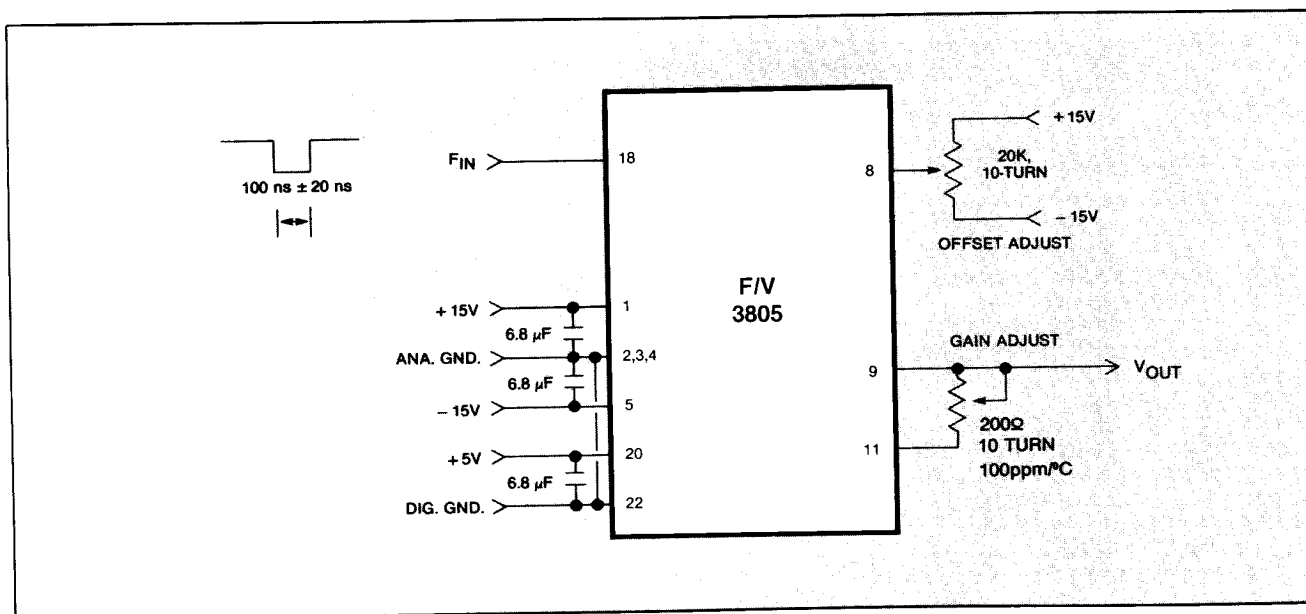 100 ns ± 20 ns
FIN
18
+15V
1
6.8 µF
ANA. GND.
2,3,4
6.8 µF
–15V
5
+5V
20
6.8 µF
DIG. GND.
22
F/V
3805
8
+15V
20K,
10-TURN
–15V
OFFSET ADJUST
GAIN ADJUST
9
VOUT
200Ω
10 TURN
100ppm/ºC
11